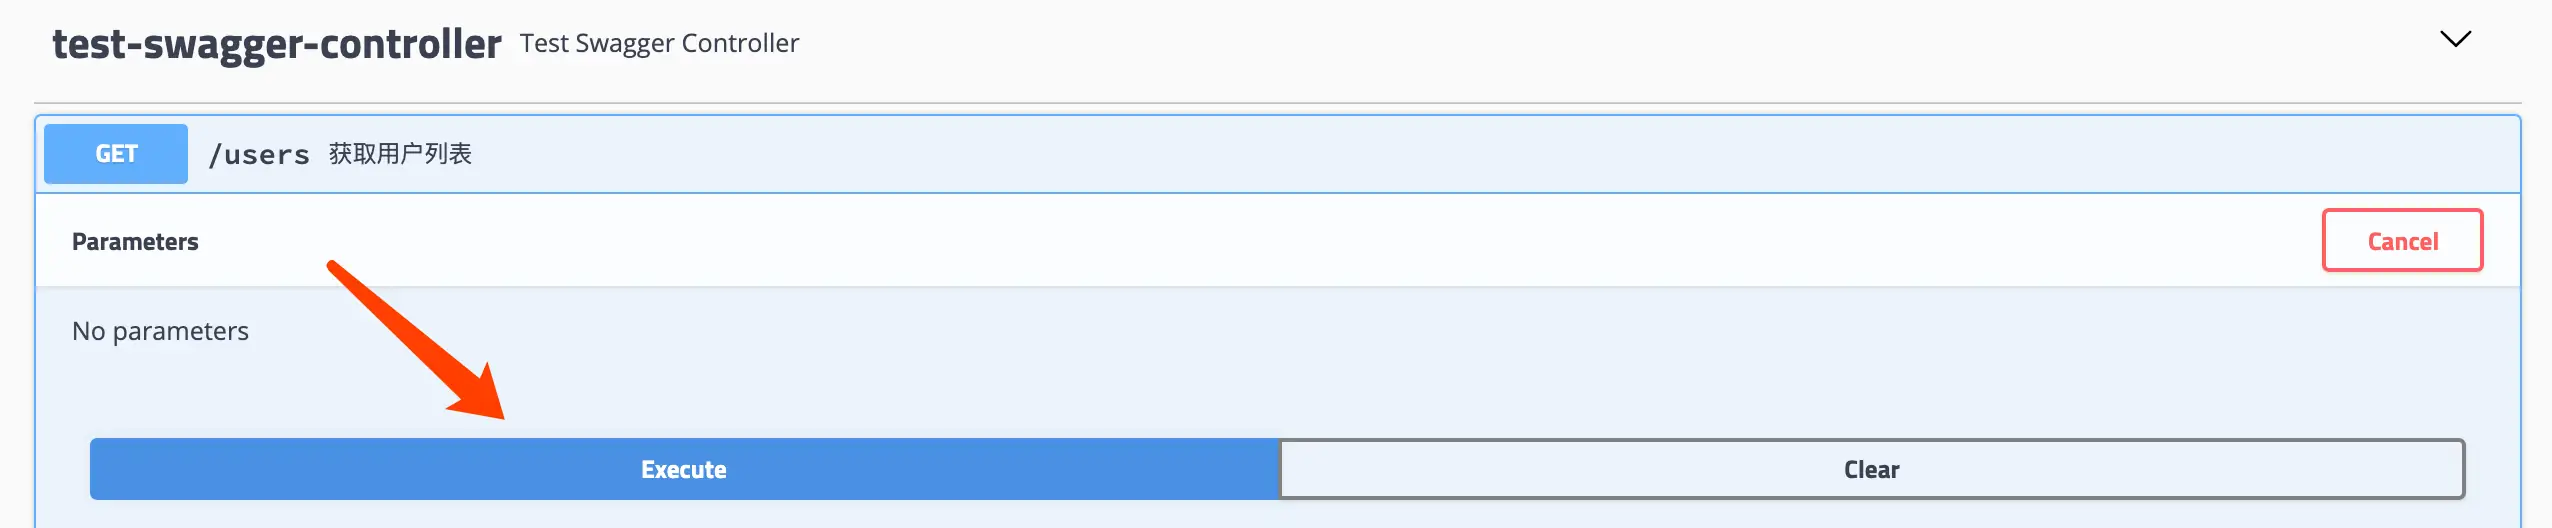 test-swagger-controller Test Swagger Controller
GET /users 获取用户列表
Parameters Cancel
No parameters
Execute Clear